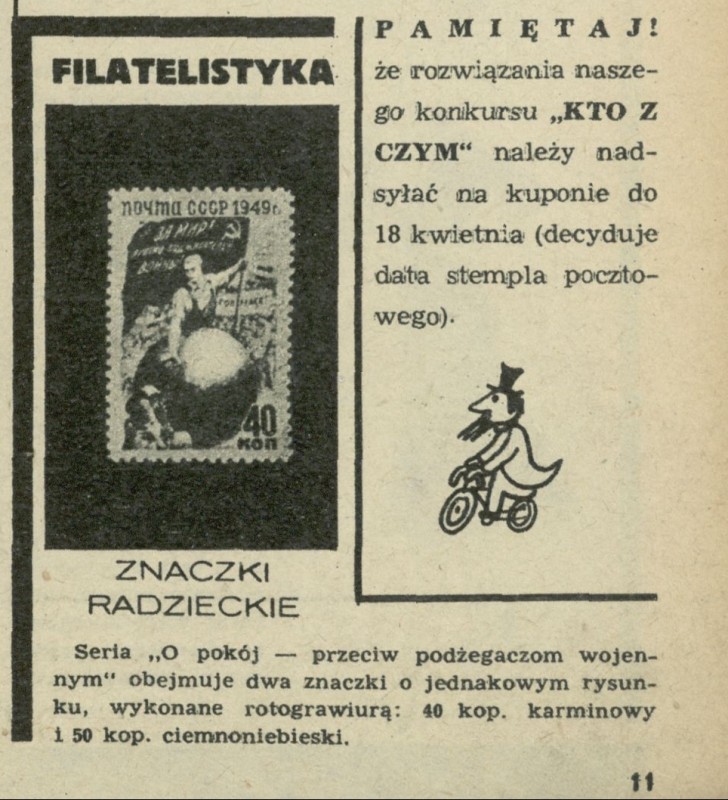 FILATELISTYKA
почта СССР 1949г.
ЗА МИР!
40
КОП
ZNACZKI
RADZIECKIE
Seria „O pokój — przeciw podżegaczom wojen-
nym“ obejmuje dwa znaczki o jednakowym rysun-
ku, wykonane rotograwiurą: 40 kop. karminowy
i 50 kop. ciemnoniebieski.
PAMIĘTAJ!
że rozwiązania nasze-
go konkursu „KTO Z
CZYM“ należy nad-
syłać na kuponie do
18 kwietnia (decyduje
data stempla poczto-
wego).
11